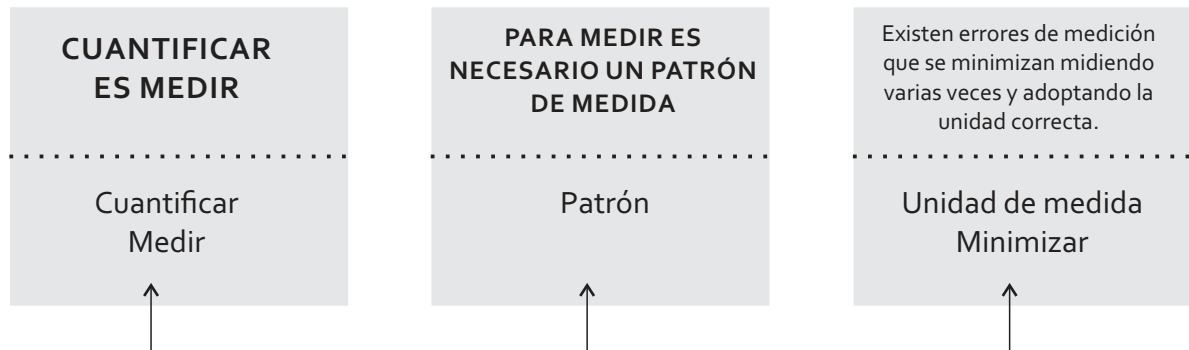 CUANTIFICAR
ES MEDIR
Cuantificar
Medir
PARA MEDIR ES
NECESARIO UN PATRÓN
DE MEDIDA
Patrón
Existen errores de medición
que se minimizan midiendo
varias veces y adoptando la
unidad correcta.
Unidad de medida
Minimizar